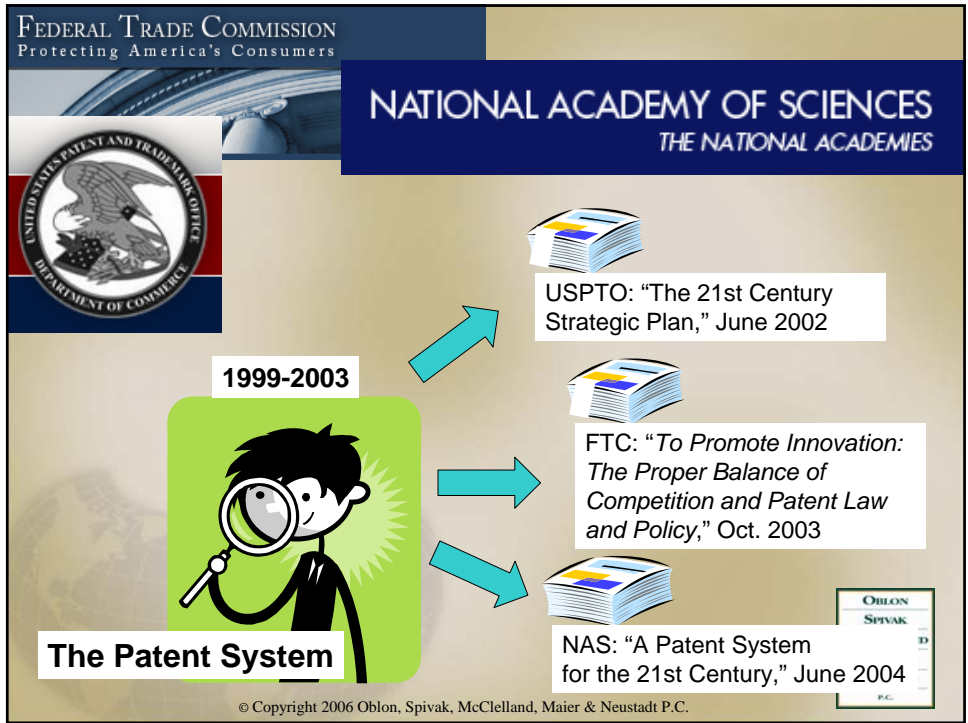 FEDERAL TRADE COMMISSION
Protecting America's Consumers
NATIONAL ACADEMY OF SCIENCES
THE NATIONAL ACADEMIES
UNITED STATES PATENT AND TRADEMARK OFFICE
DEPARTMENT OF COMMERCE
USPTO: “The 21st Century
Strategic Plan,” June 2002
1999-2003
FTC: “To Promote Innovation:
The Proper Balance of
Competition and Patent Law
and Policy,” Oct. 2003
The Patent System
NAS: “A Patent System
for the 21st Century,” June 2004
OBLON
SPIVAK
P.C.
© Copyright 2006 Oblon, Spivak, McClelland, Maier & Neustadt P.C.